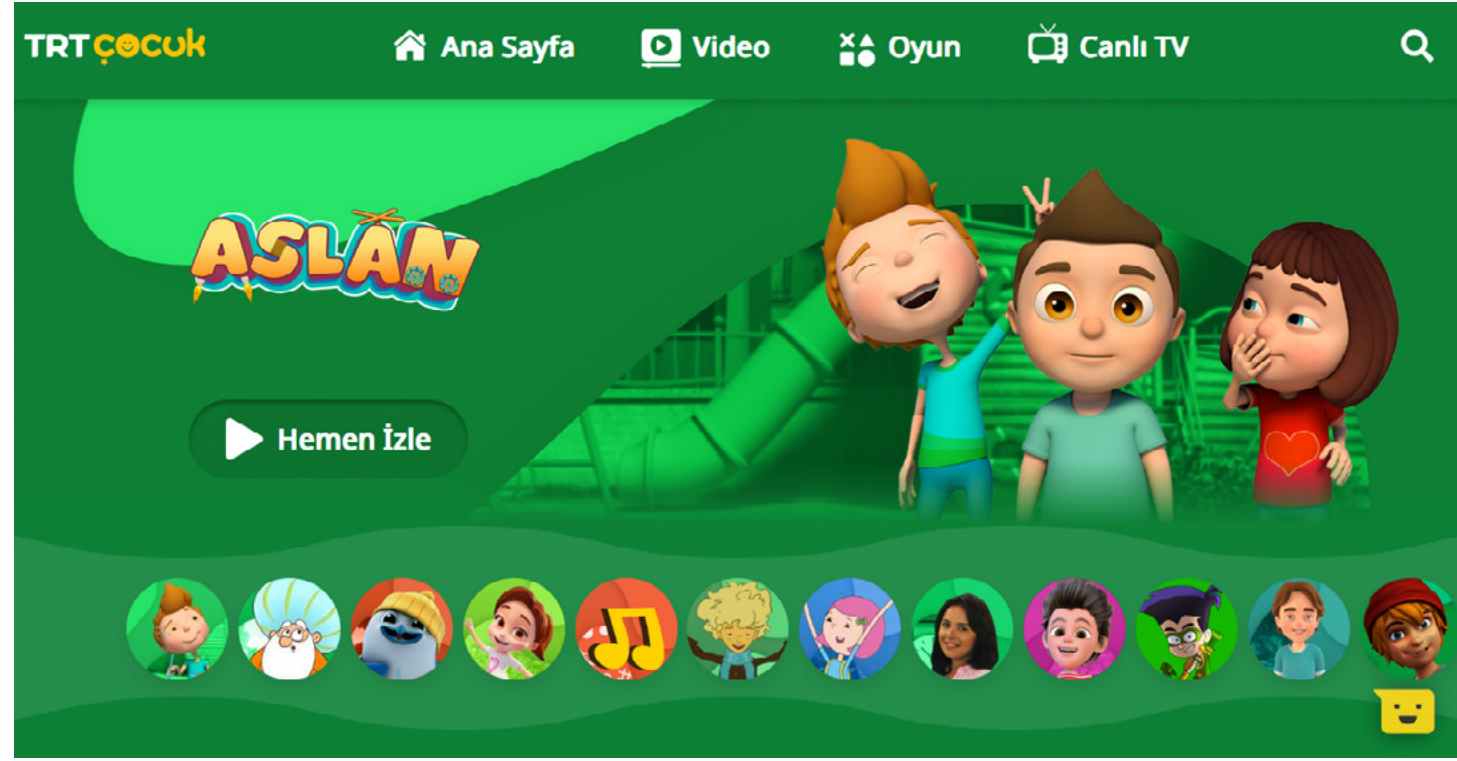 TRT çocuk
Ana Sayfa
Video
Oyun
Canlı TV
ASLAN
Hemen İzle